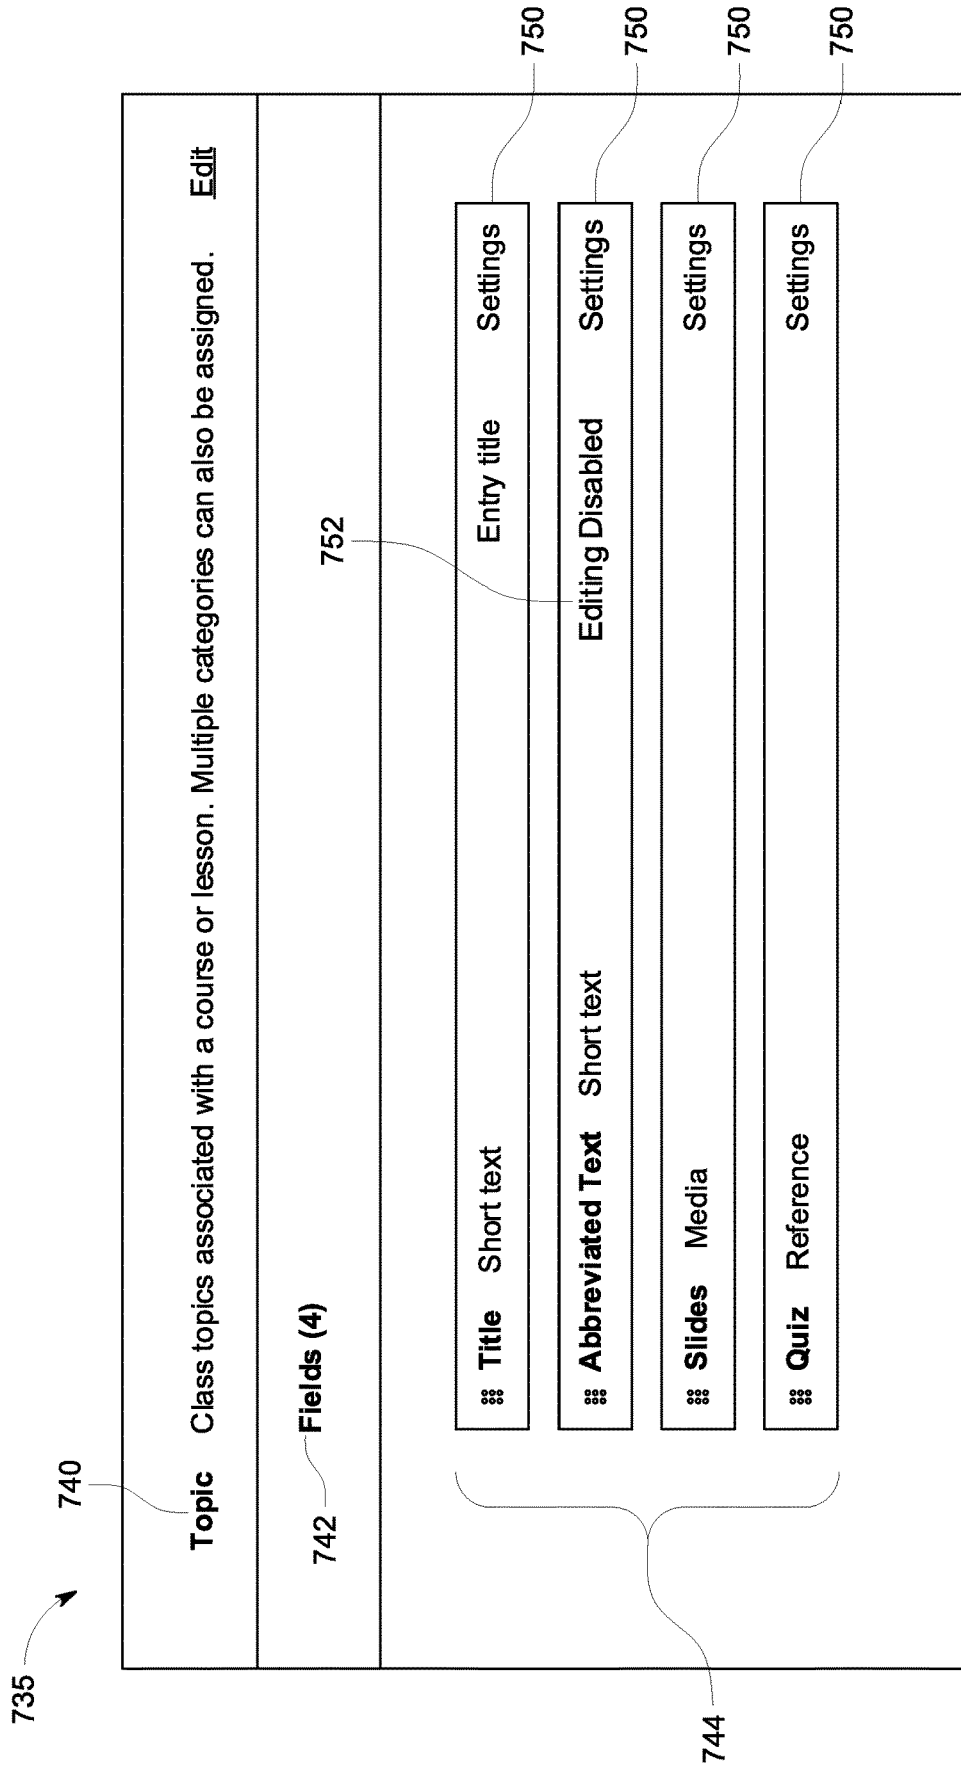 735
740
Topic Class topics associated with a course or lesson. Multiple categories can also be assigned. Edit
742
Fields (4)
752
Title Short text Entry title Settings
750
Abbreviated Text Short text Editing Disabled Settings
750
Slides Media Settings
750
Quiz Reference Settings
750
744